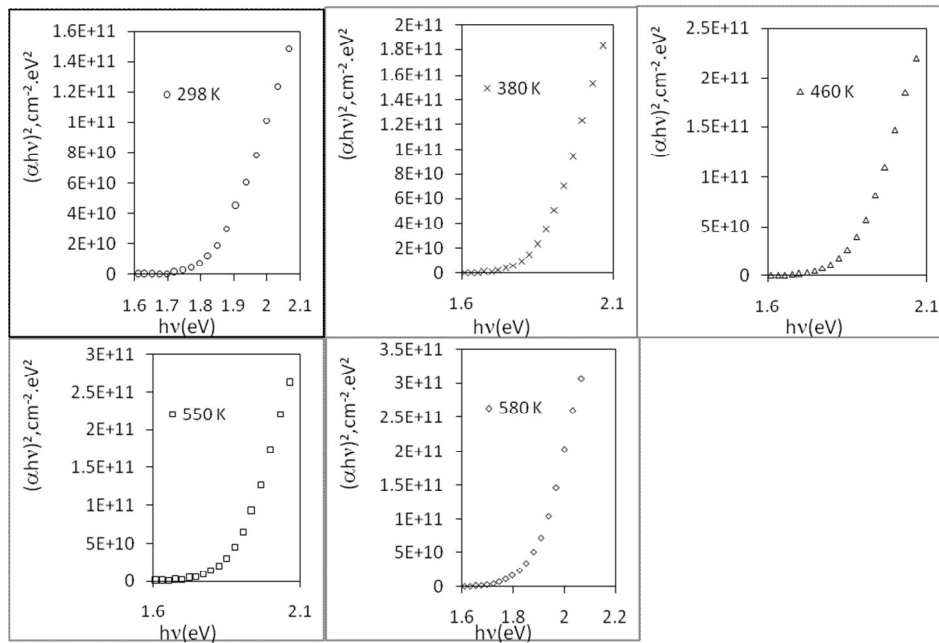 1.6E+11
1.4E+11
1.2E+11
1E+11
8E+10
6E+10
4E+10
2E+10
0
(αhν)²,cm⁻².eV²
298 K
1.6 1.7 1.8 1.9 2 2.1
hν(eV)
2E+11
1.8E+11
1.6E+11
1.4E+11
1.2E+11
1E+11
8E+10
6E+10
4E+10
2E+10
0
(αhν)²,cm⁻².eV²
380 K
1.6 2.1
hν(eV)
2.5E+11
2E+11
1.5E+11
1E+11
5E+10
0
(αhν)²,cm⁻².eV²
460 K
1.6 2.1
hν(eV)
3E+11
2.5E+11
2E+11
1.5E+11
1E+11
5E+10
0
(αhν)²,cm⁻².eV²
550 K
1.6 2.1
hν(eV)
3.5E+11
3E+11
2.5E+11
2E+11
1.5E+11
1E+11
5E+10
0
(αhν)²,cm⁻².eV²
580 K
1.6 1.8 2 2.2
hν(eV)